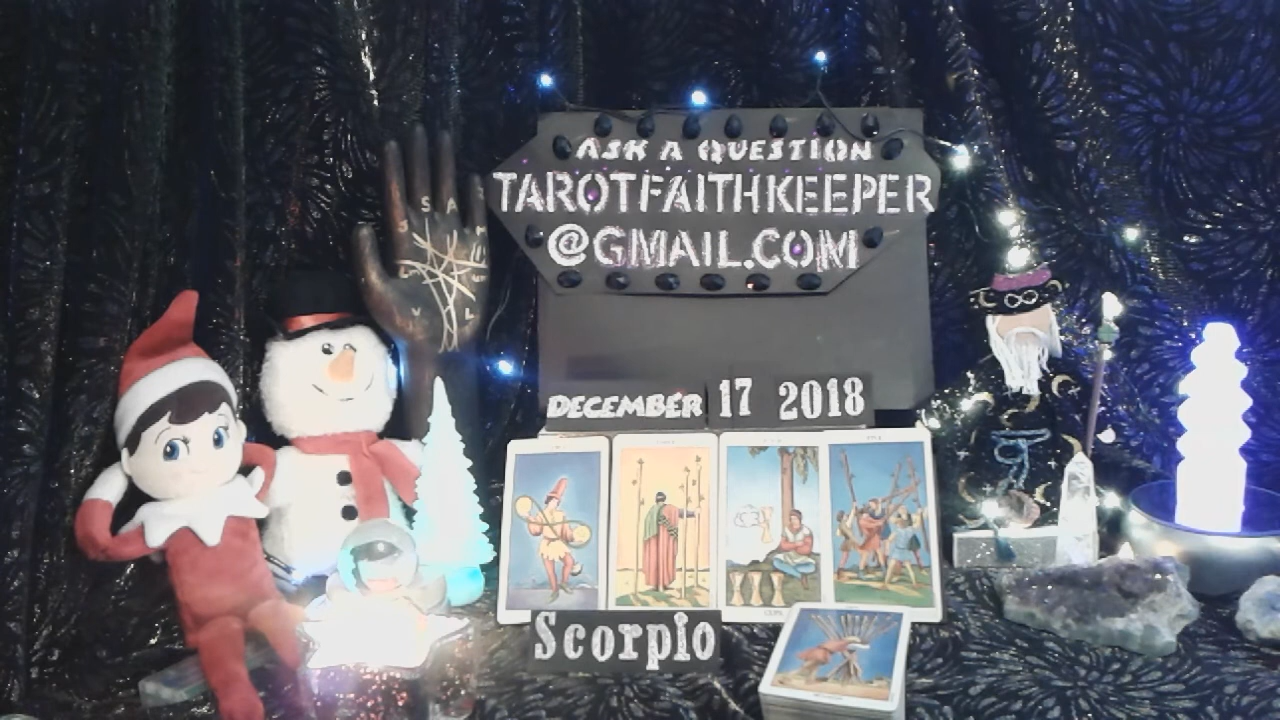 ASK A QUESTION
TAROTFAITHKEEPER
@GMAIL.COM
DECEMBER 17 2018
Scorpio